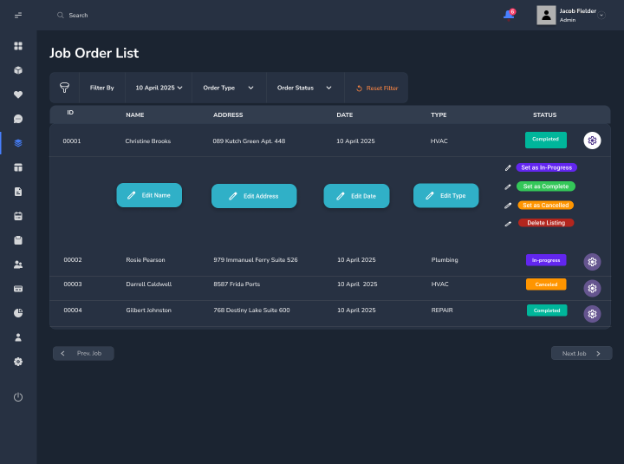 Search
6
Jacob Fielder
Admin
Job Order List
Filter By
10 April 2025
Order Type
Order Status
Reset Filter
ID NAME ADDRESS DATE TYPE STATUS
00001 Christine Brooks 089 Kutch Green Apt. 448 10 April 2025 HVAC Completed
Edit Name Edit Address Edit Date Edit Type
Set as In-Progress
Set as Complete
Set as Cancelled
Delete Listing
00002 Rosie Pearson 979 Immanuel Ferry Suite 526 10 April 2025 Plumbing In-progress
00003 Darrell Caldwell 8587 Frida Ports 10 April 2025 HVAC Canceled
00004 Gilbert Johnston 768 Destiny Lake Suite 600 10 April 2025 REPAIR Completed
Prev. Job
Next Job